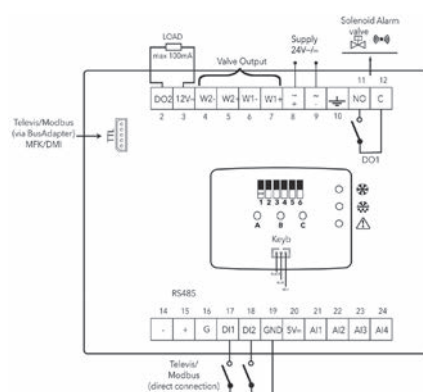 LOAD
max 100mA
Valve Output
Supply
24V~/=
Solenoid Alarm
valve
11 12
DO2 12V= W2- W2+ W1- W1+ NO C
2 3 4 5 6 7 8 9 10
DO1
Televis/Modbus
(via BusAdapter)
MFK/DMI
TTL
1 2 3 4 5 6
A B C
Keyb
RS485
14 15 16 17 18 19 20 21 22 23 24
- + G DI1 DI2 GND 5V= AI1 AI2 AI3 AI4
Televis/
Modbus
(direct connection)